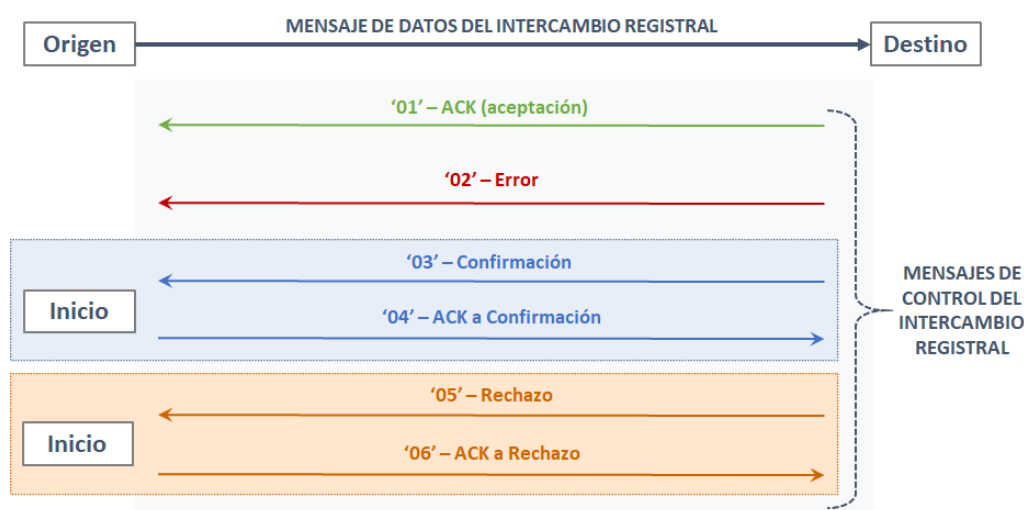 MENSAJE DE DATOS DEL INTERCAMBIO REGISTRAL
Origen
Destino
‘01’ – ACK (aceptación)
‘02’ – Error
‘03’ – Confirmación
Inicio
‘04’ – ACK a Confirmación
MENSAJES DE
CONTROL DEL
INTERCAMBIO
REGISTRAL
‘05’ – Rechazo
Inicio
‘06’ – ACK a Rechazo